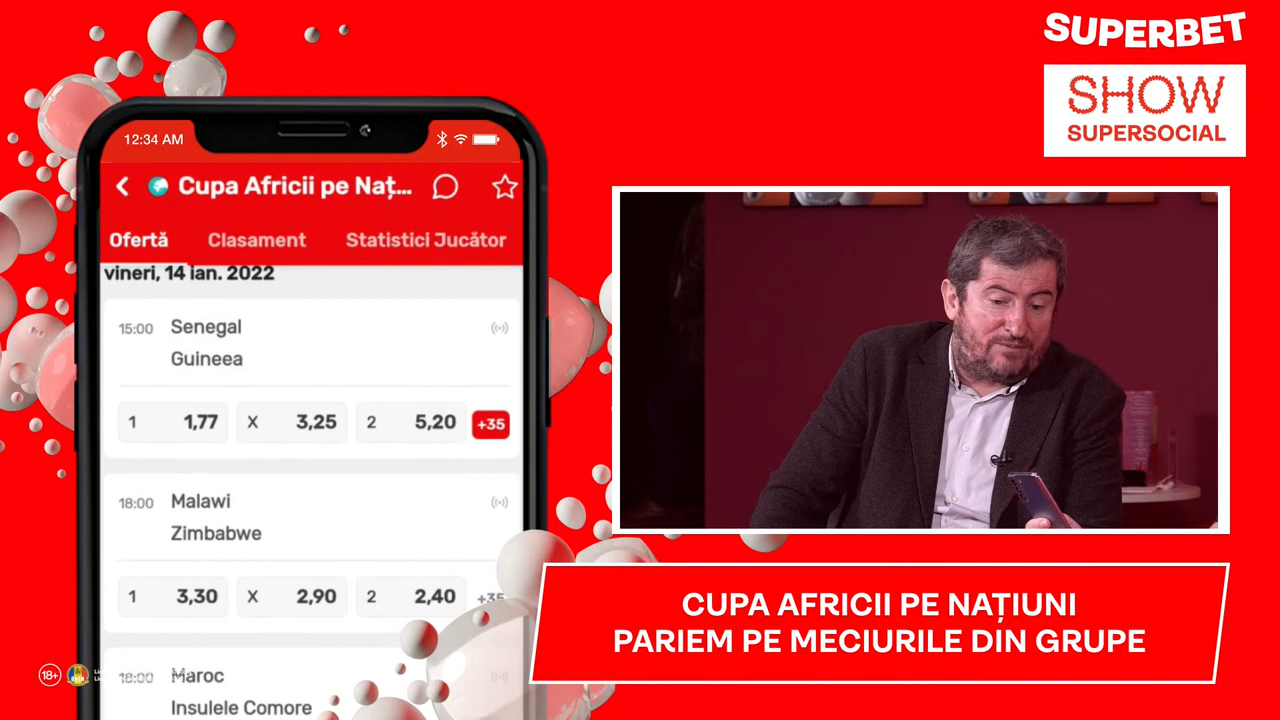 SUPERBET
SHOW
SUPERSOCIAL
12:34 AM
Cupa Africii pe Naț...
Ofertă Clasament Statistici Jucător
vineri, 14 ian. 2022
15:00 Senegal
Guineea
1 1,77 X 3,25 2 5,20 +35
18:00 Malawi
Zimbabwe
1 3,30 X 2,90 2 2,40 +35
18:00 Maroc
Insulele Comore
18+
CUPA AFRICII PE NAȚIUNI
PARIEM PE MECIURILE DIN GRUPE